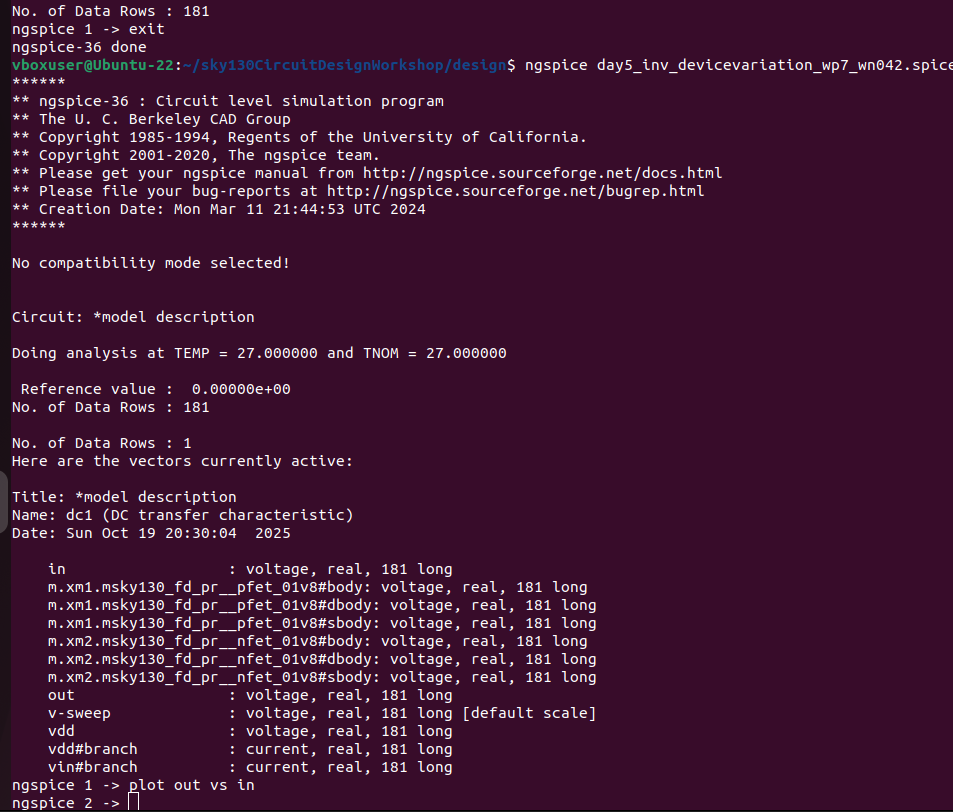 No. of Data Rows : 181
ngspice 1 -> exit
ngspice-36 done
vboxuser@Ubuntu-22:~/sky130CircuitDesignWorkshop/design$ ngspice day5_inv_devicevariation_wp7_wn042.spice
******
** ngspice-36 : Circuit level simulation program
** The U. C. Berkeley CAD Group
** Copyright 1985-1994, Regents of the University of California.
** Copyright 2001-2020, The ngspice team.
** Please get your ngspice manual from http://ngspice.sourceforge.net/docs.html
** Please file your bug-reports at http://ngspice.sourceforge.net/bugrep.html
** Creation Date: Mon Mar 11 21:44:53 UTC 2024
******
No compatibility mode selected!
Circuit: *model description
Doing analysis at TEMP = 27.000000 and TNOM = 27.000000
Reference value :  0.00000e+00
No. of Data Rows : 181
No. of Data Rows : 1
Here are the vectors currently active:
Title: *model description
Name: dc1 (DC transfer characteristic)
Date: Sun Oct 19 20:30:04  2025
in                  : voltage, real, 181 long
m.xm1.msky130_fd_pr__pfet_01v8#body: voltage, real, 181 long
m.xm1.msky130_fd_pr__pfet_01v8#dbody: voltage, real, 181 long
m.xm1.msky130_fd_pr__pfet_01v8#sbody: voltage, real, 181 long
m.xm2.msky130_fd_pr__nfet_01v8#body: voltage, real, 181 long
m.xm2.msky130_fd_pr__nfet_01v8#dbody: voltage, real, 181 long
m.xm2.msky130_fd_pr__nfet_01v8#sbody: voltage, real, 181 long
out                 : voltage, real, 181 long
v-sweep             : voltage, real, 181 long [default scale]
vdd                 : voltage, real, 181 long
vdd#branch          : current, real, 181 long
vin#branch          : current, real, 181 long
ngspice 1 -> plot out vs in
ngspice 2 ->